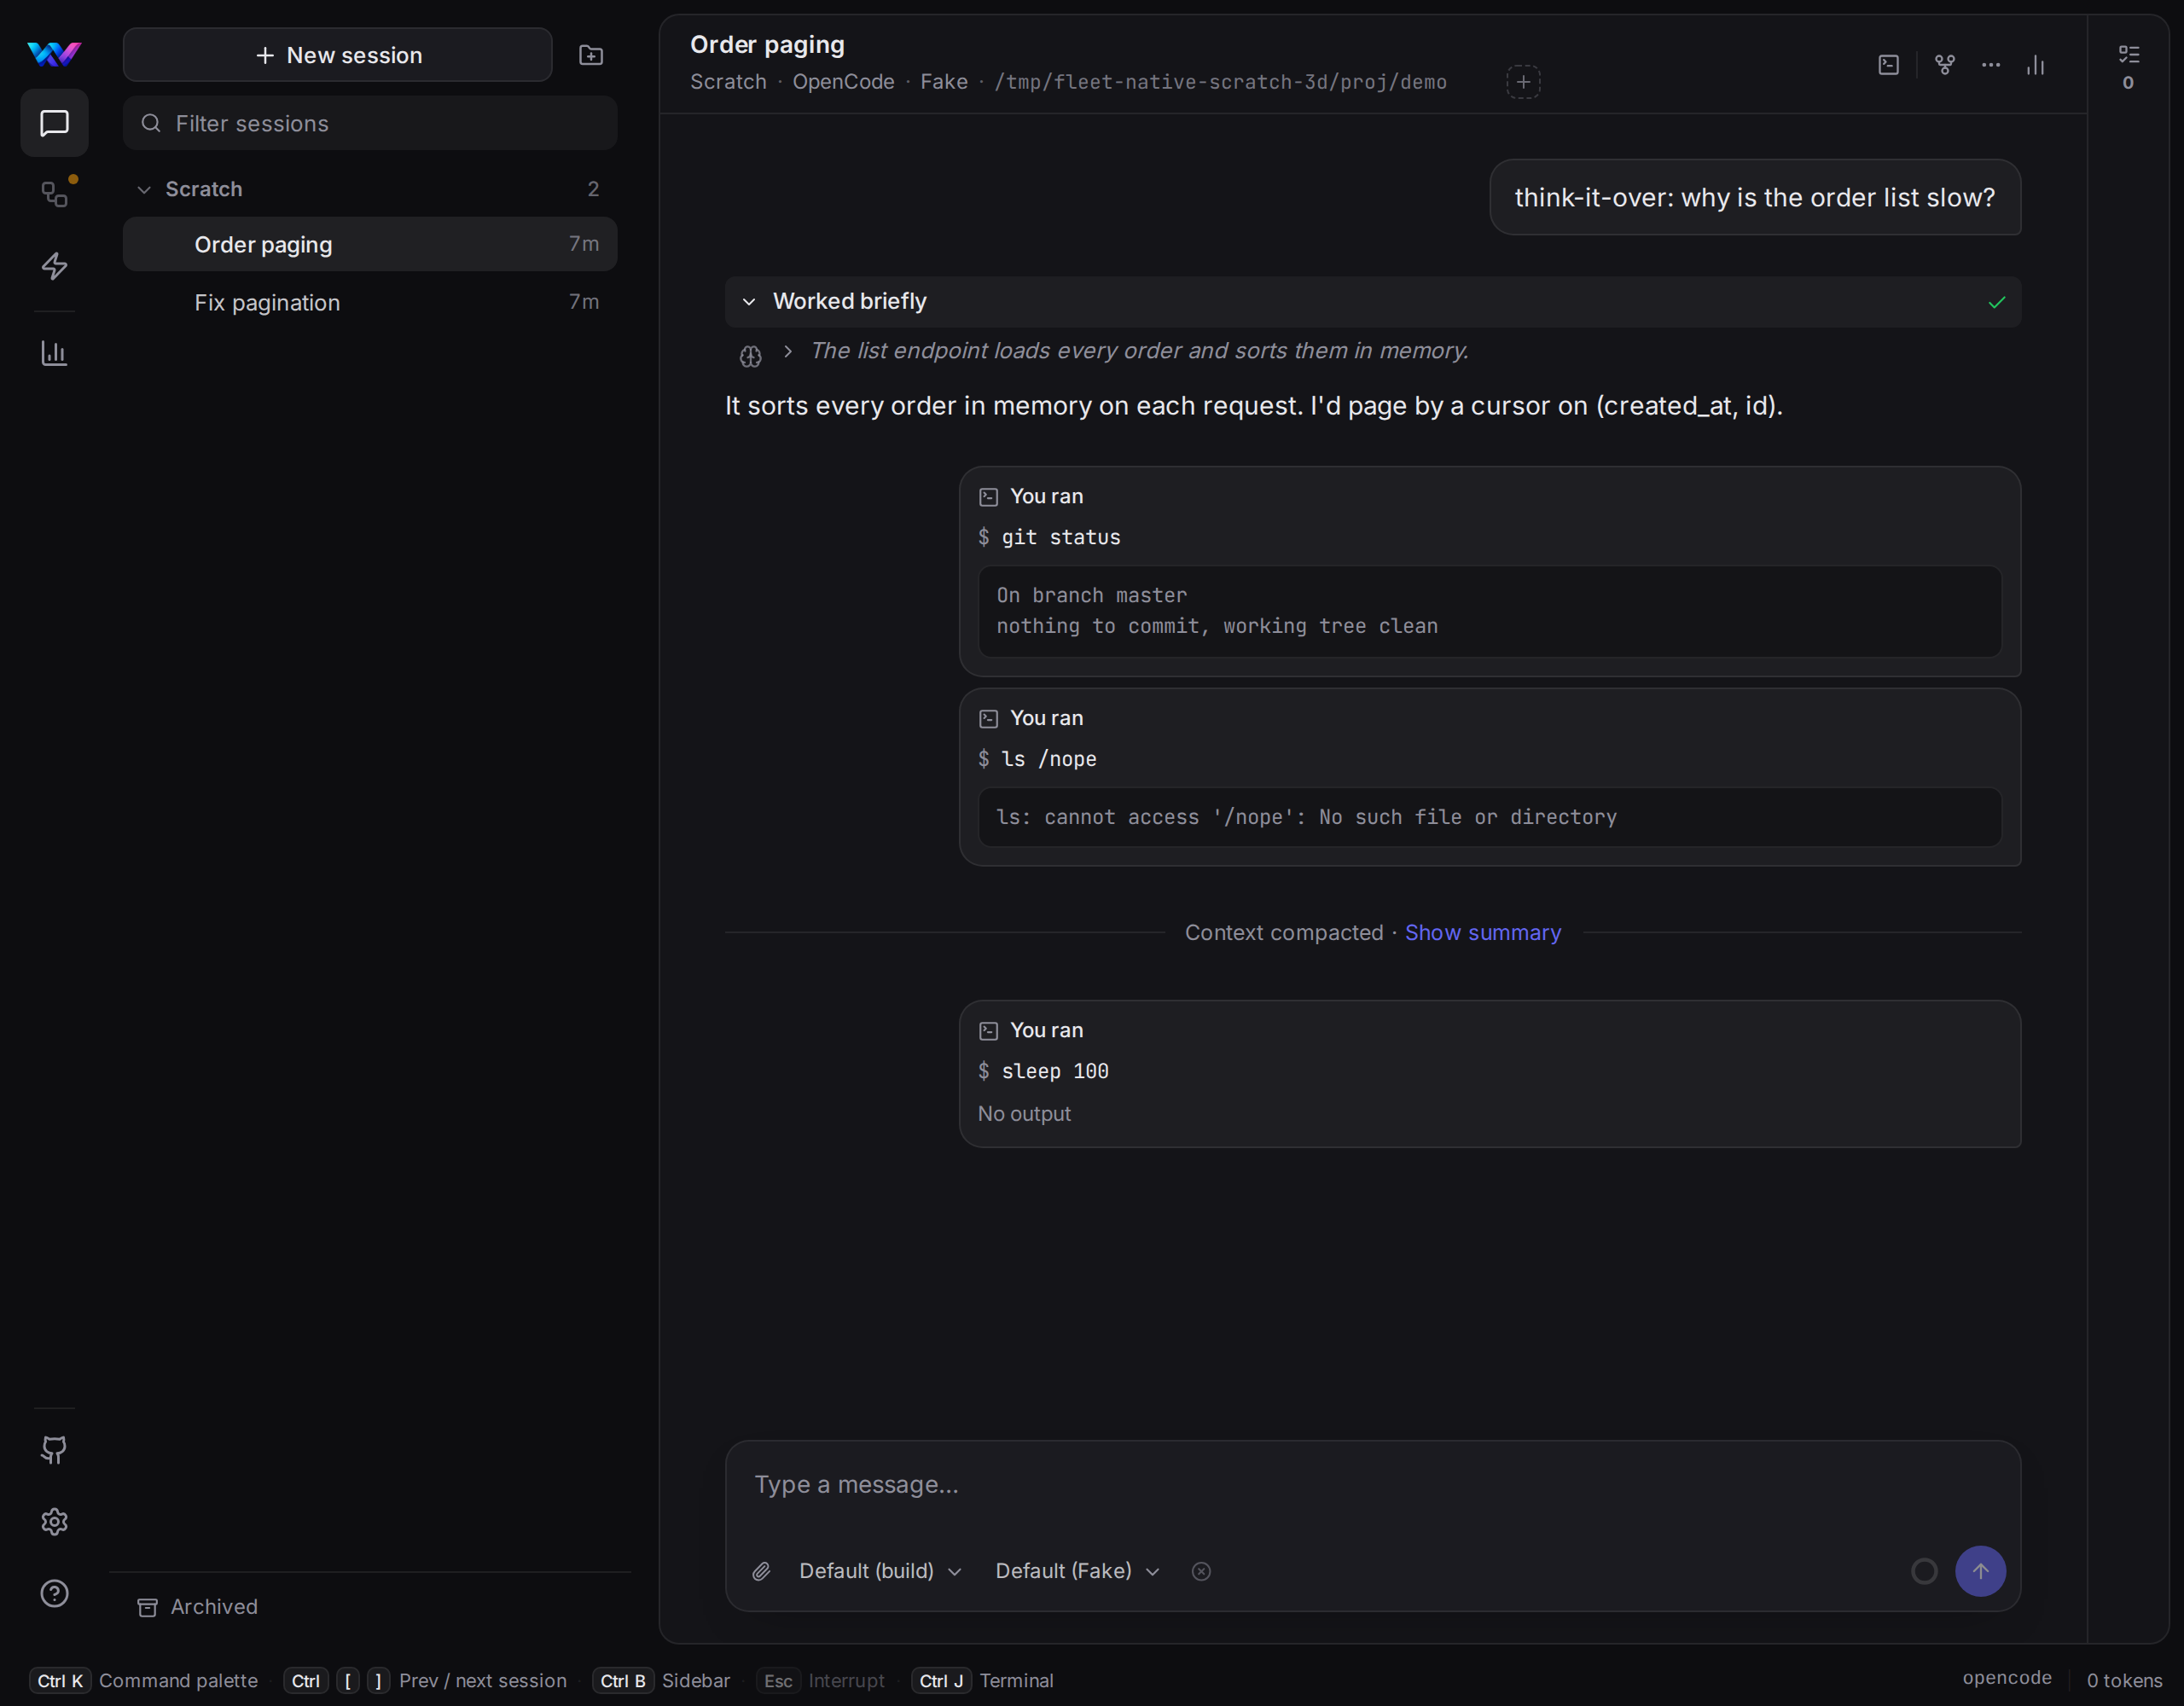 New session
Filter sessions
Scratch 2
Order paging 7m
Fix pagination 7m
Archived
Order paging
Scratch · OpenCode · Fake · /tmp/fleet-native-scratch-3d/proj/demo
0
think-it-over: why is the order list slow?
Worked briefly
The list endpoint loads every order and sorts them in memory.
It sorts every order in memory on each request. I'd page by a cursor on (created_at, id).
You ran
$ git status
On branch master
nothing to commit, working tree clean
You ran
$ ls /nope
ls: cannot access '/nope': No such file or directory
Context compacted · Show summary
You ran
$ sleep 100
No output
Type a message...
Default (build) Default (Fake)
Ctrl K Command palette · Ctrl [ ] Prev / next session · Ctrl B Sidebar · Esc Interrupt · Ctrl J Terminal
opencode 0 tokens